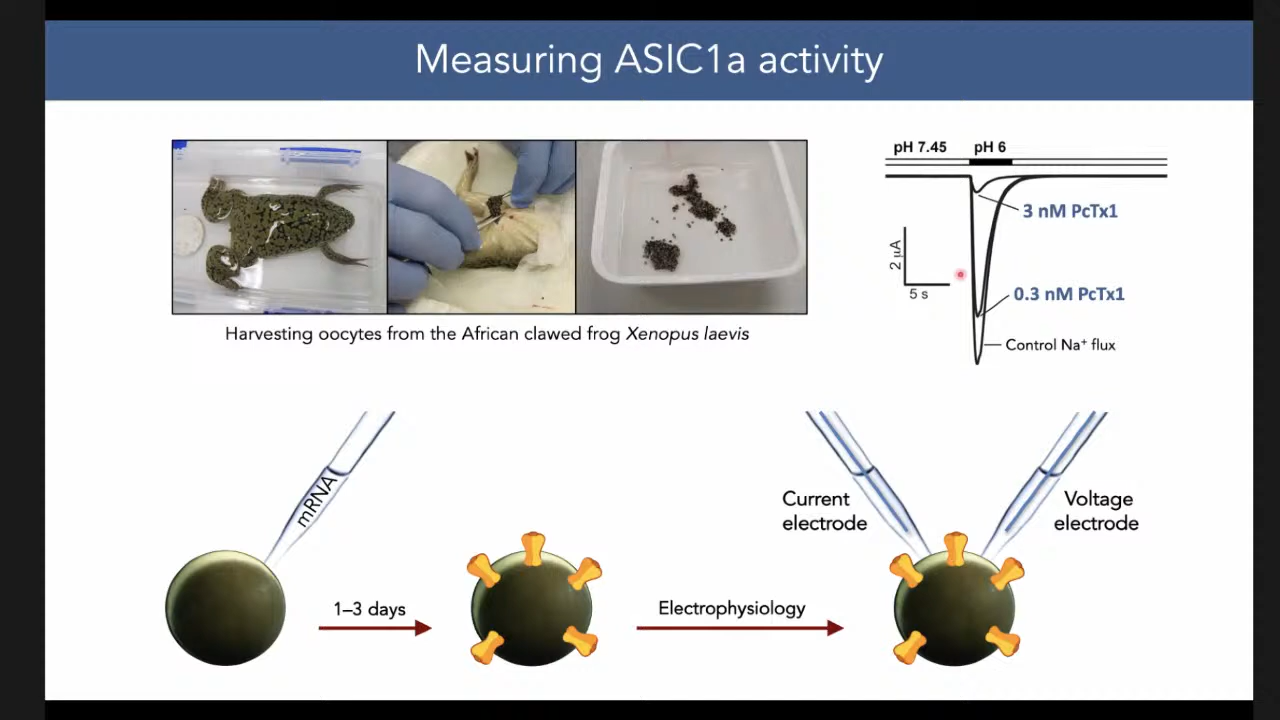 Measuring ASIC1a activity
pH 7.45 pH 6
3 nM PcTx1
2 µA
5 s
0.3 nM PcTx1
Control Na⁺ flux
Harvesting oocytes from the African clawed frog Xenopus laevis
mRNA
1–3 days
Electrophysiology
Current
electrode
Voltage
electrode